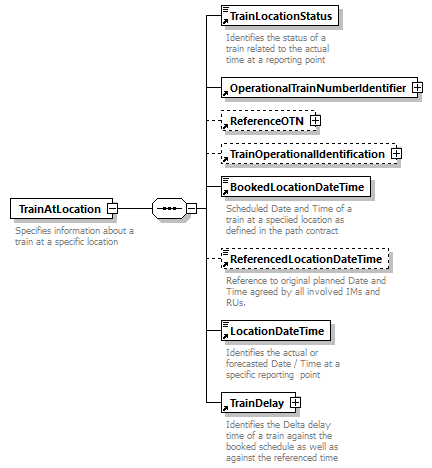 TrainLocationStatus
Identifies the status of a
train related to the actual
time at a reporting point
OperationalTrainNumberIdentifier
ReferenceOTN
TrainOperationalIdentification
TrainAtLocation
Specifies information about a
train at a specific location
BookedLocationDateTime
Scheduled Date and Time of a
train at a speciied location as
defined in the path contract
ReferencedLocationDateTime
Reference to original planned Date and
Time agreed by all involved IMs and
RUs.
LocationDateTime
Identifies the actual or
forecasted Date / Time at a
specific reporting  point
TrainDelay
Identifies the Delta delay
time of a train against the
booked schedule as well as
against the referenced time